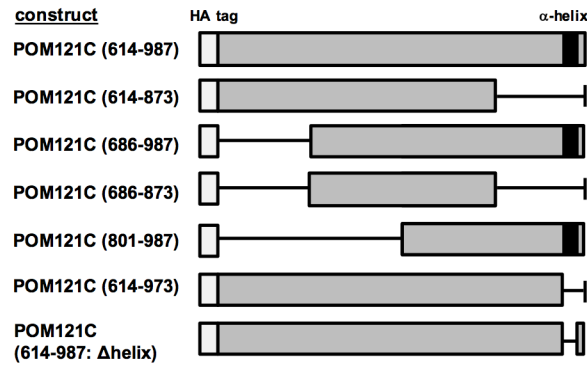 construct
HA tag
α-helix
POM121C (614-987)
POM121C (614-873)
POM121C (686-987)
POM121C (686-873)
POM121C (801-987)
POM121C (614-973)
POM121C
(614-987: Δhelix)